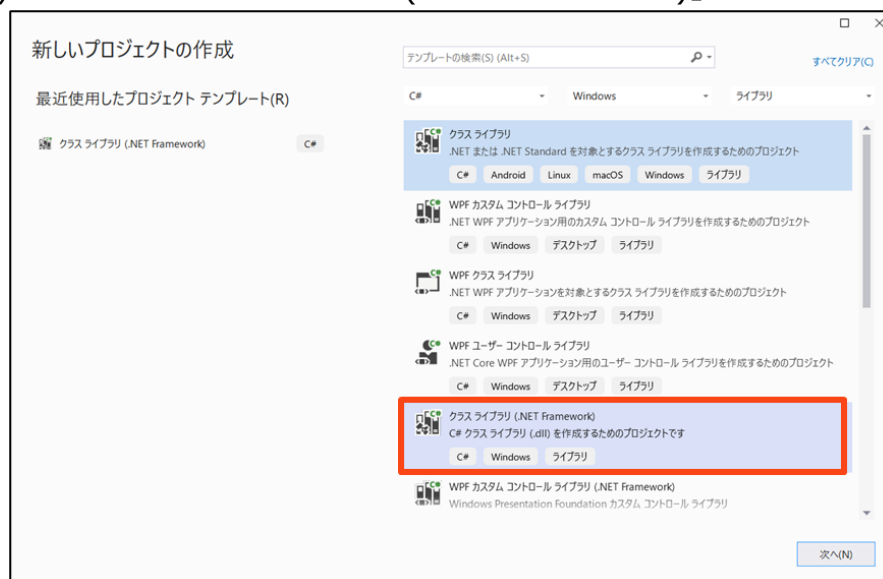 新しいプロジェクトの作成
テンプレートの検索(S) (Alt+S)
すべてクリア(C)
最近使用したプロジェクト テンプレート(R)
C#
Windows
ライブラリ
クラス ライブラリ (.NET Framework)
C#
クラス ライブラリ
.NET または .NET Standard を対象とするクラス ライブラリを作成するためのプロジェクト
C# Android Linux macOS Windows ライブラリ
WPF カスタム コントロール ライブラリ
.NET WPF アプリケーション用のカスタム コントロール ライブラリを作成するためのプロジェクト
C# Windows デスクトップ ライブラリ
WPF クラス ライブラリ
.NET WPF アプリケーションを対象とするクラス ライブラリを作成するためのプロジェクト
C# Windows デスクトップ ライブラリ
WPF ユーザー コントロール ライブラリ
.NET Core WPF アプリケーション用のユーザー コントロール ライブラリを作成するためのプロジェクト
C# Windows デスクトップ ライブラリ
クラス ライブラリ (.NET Framework)
C# クラス ライブラリ (.dll) を作成するためのプロジェクトです
C# Windows ライブラリ
WPF カスタム コントロール ライブラリ (.NET Framework)
Windows Presentation Foundation カスタム コントロール ライブラリ
次へ(N)